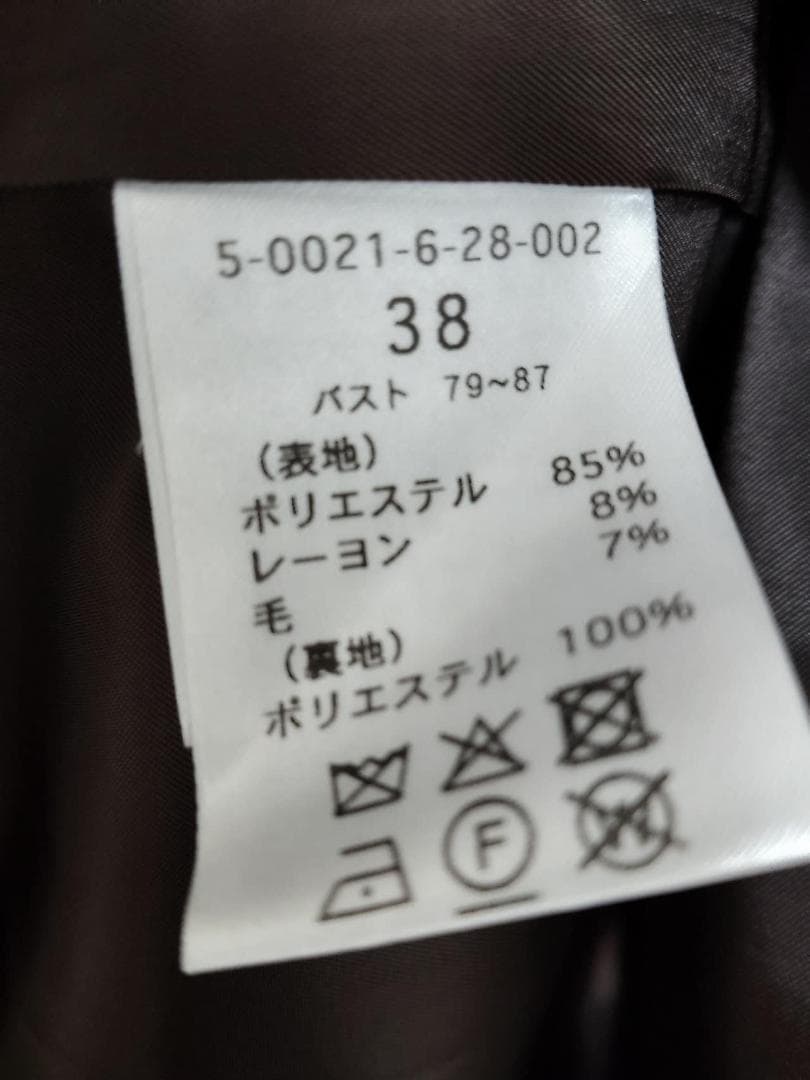 5-0021-6-28-002
38
バスト 79~87
(表地)
ポリエステル 85%
レーヨン 8%
毛 7%
(裏地)
ポリエステル 100%
F
W